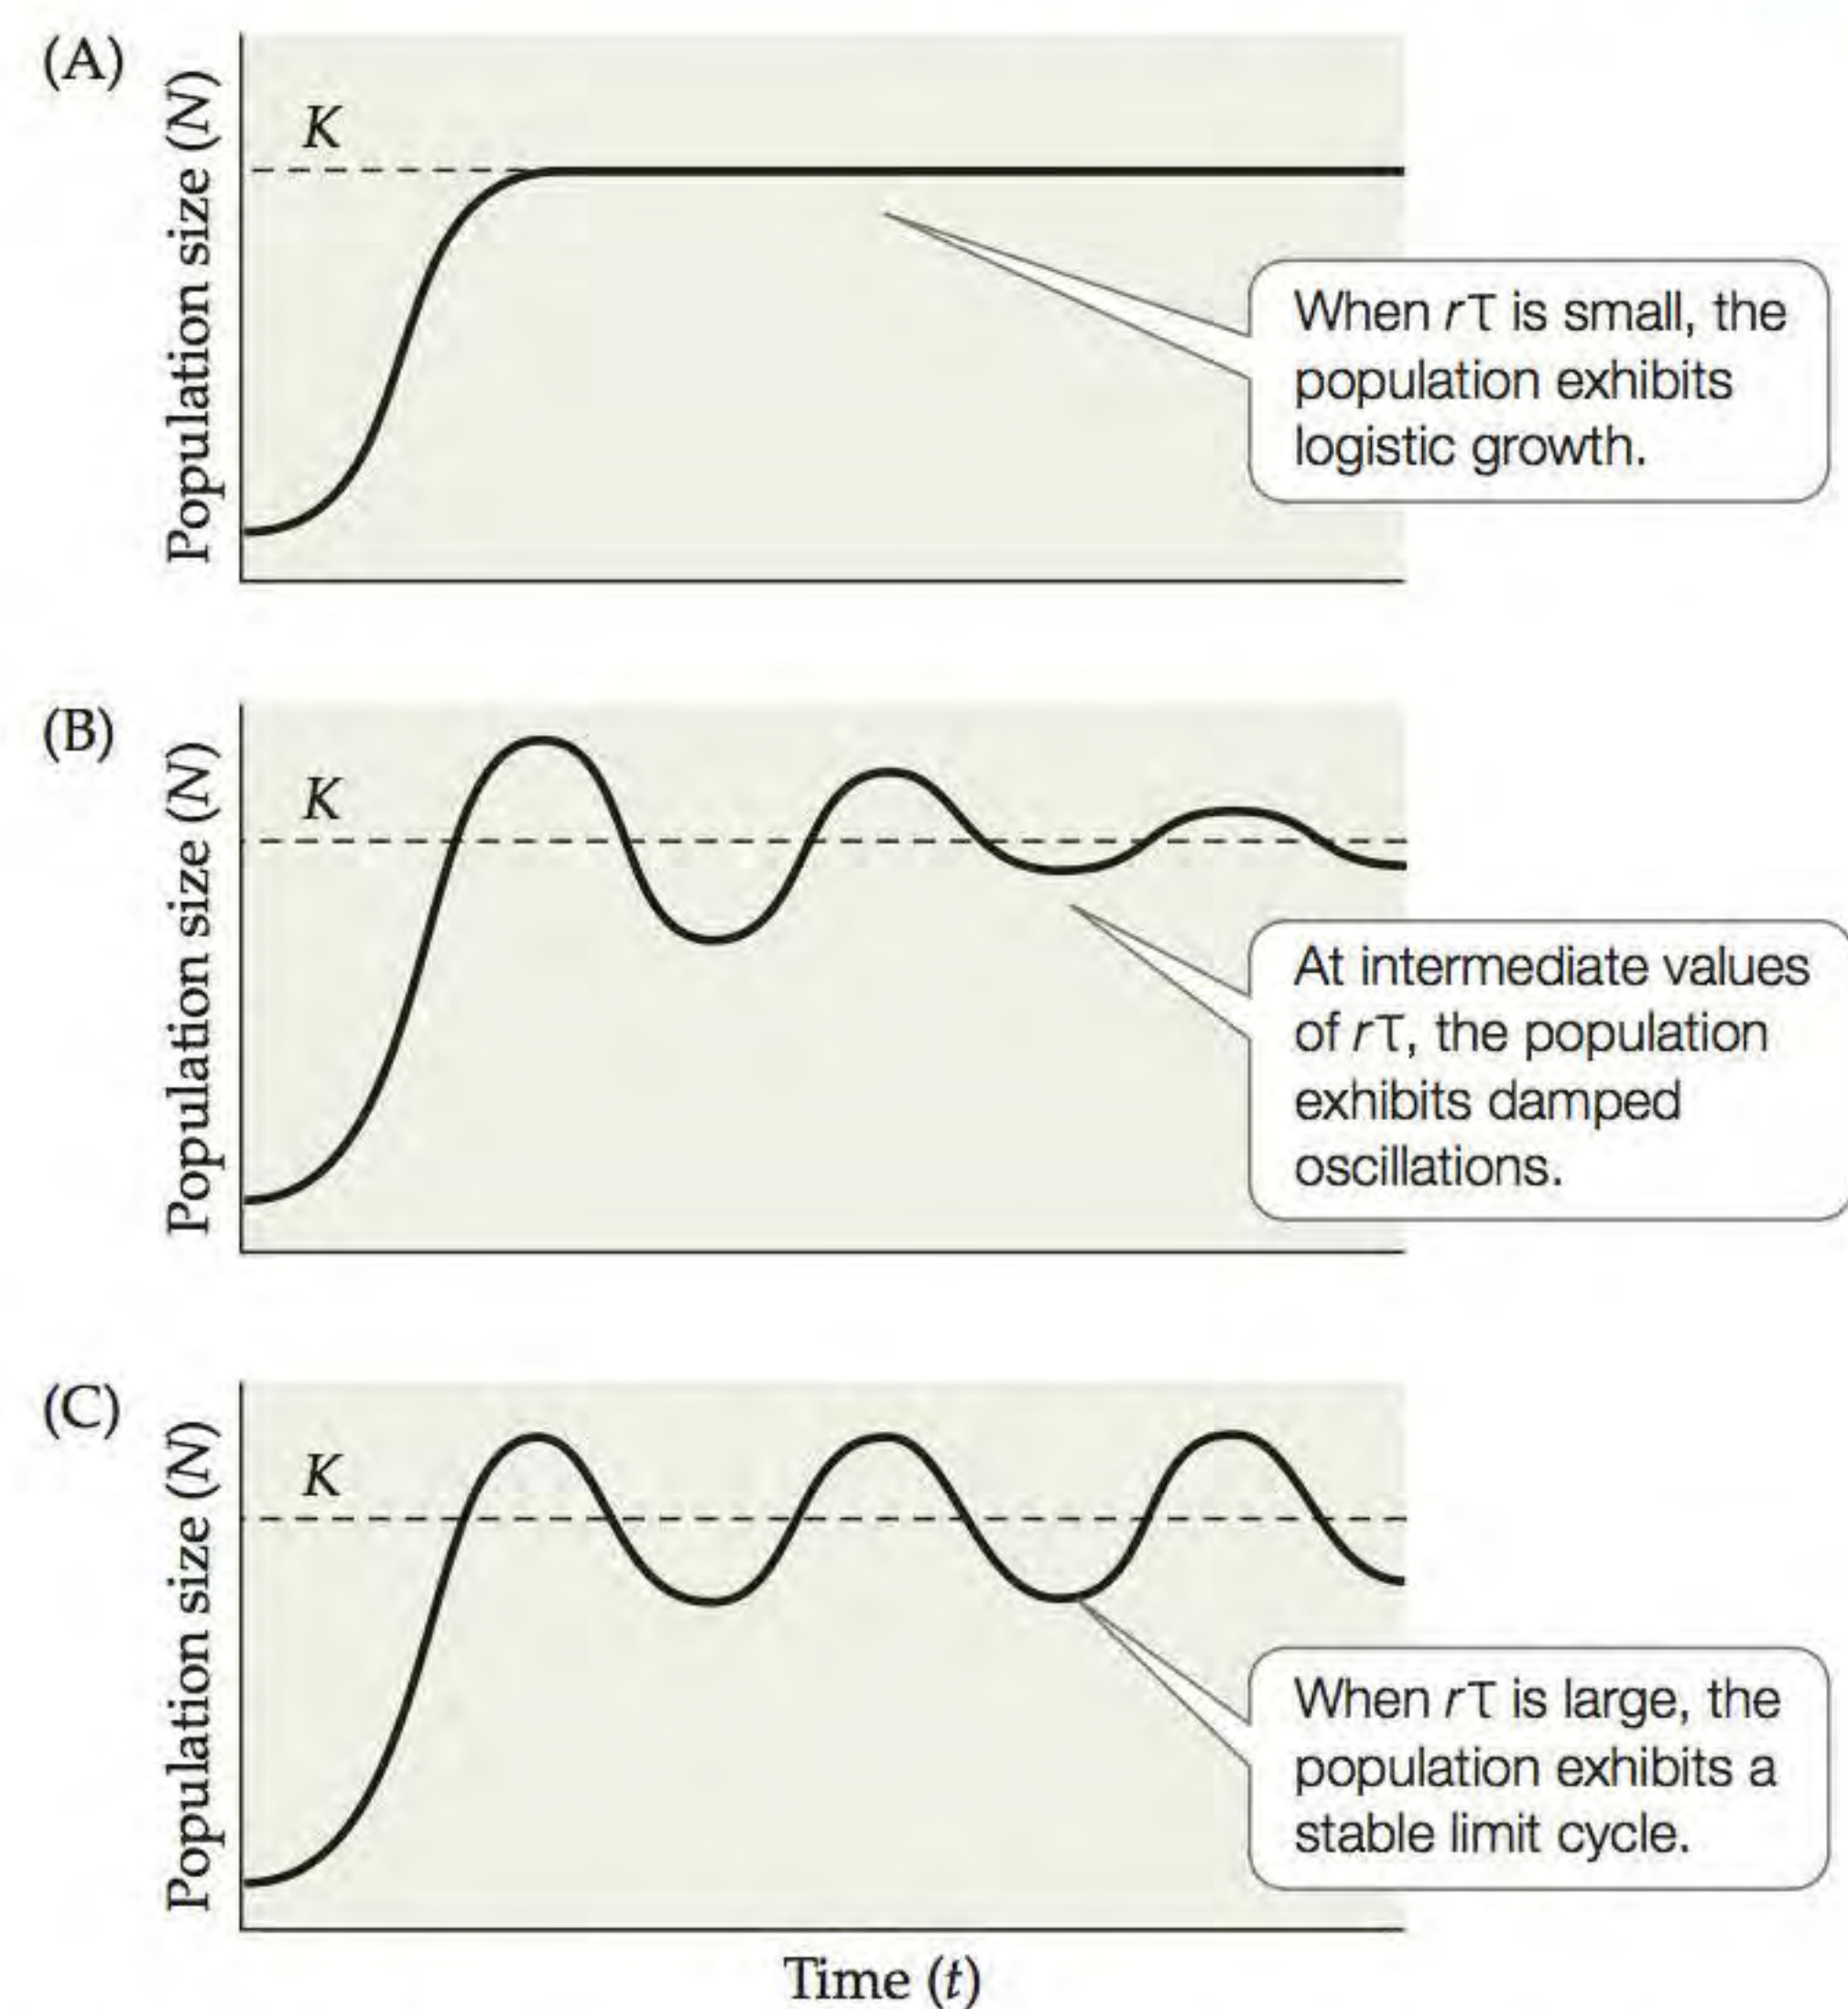 (A)
Population size (N)
K
When rτ is small, the
population exhibits
logistic growth.
(B)
Population size (N)
K
At intermediate values
of rτ, the population
exhibits damped
oscillations.
(C)
Population size (N)
K
When rτ is large, the
population exhibits a
stable limit cycle.
Time (t)